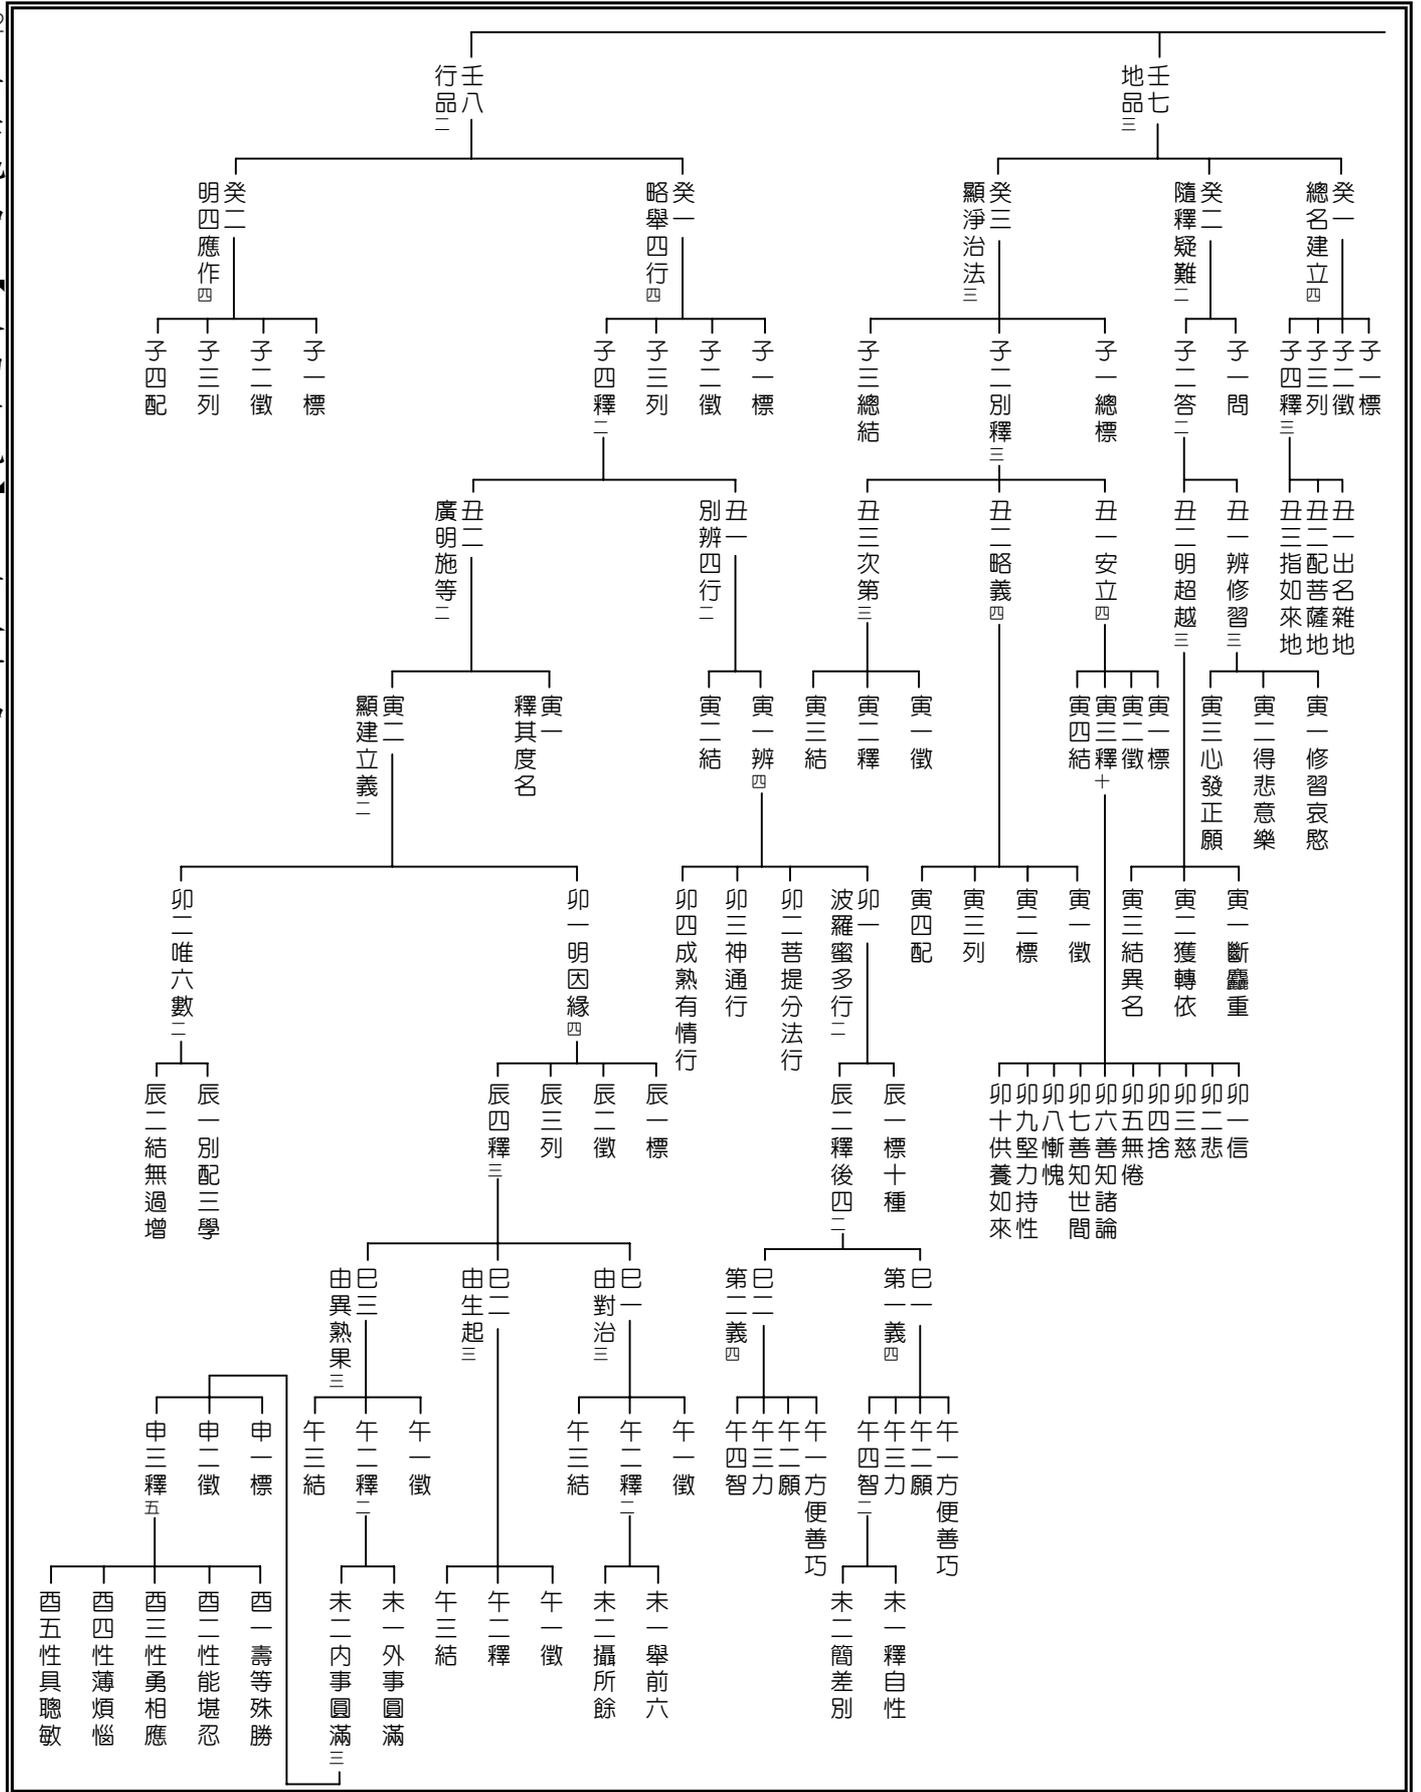 壬七地品三
癸一總名建立四
子一標
子二徵
子三列
子四釋三
丑一出名雜地
丑二配菩薩地
丑三指如來地
癸二隨釋疑難二
子一問
子二答二
丑一辨修習三
寅一修習哀愍
寅二得悲意樂
寅三心發正願
丑二明超越三
寅一斷麤重
寅二獲轉依
寅三結異名
癸三顯淨治法三
子一總標
子二別釋三
丑一安立四
寅一標
寅二徵
寅三釋十
卯一信
卯二悲
卯三慈
卯四捨
卯五無倦
卯六善知諸論
卯七善知世間
卯八慚愧
卯九堅力持性
卯十供養如來
寅四結
丑二略義四
寅一徵
寅二標
寅三列
寅四配
丑三次第三
寅一徵
寅二釋
寅三結
子三總結
壬八行品二
癸一略舉四行四
子一標
子二徵
子三列
子四釋二
丑一別辨四行二
寅一辨四
卯一波羅蜜多行二
辰一標十種
辰二釋後四二
巳一第一義四
午一方便善巧
午二願
午三力
午四智二
未一釋自性
未二簡差別
巳二第二義四
午一方便善巧
午二願
午三力
午四智
卯二菩提分法行
卯三神通行
卯四成熟有情行
寅二結
丑二廣明施等二
寅一釋其度名
寅二顯建立義二
卯一明因緣四
辰一標
辰二徵
辰三列
辰四釋三
巳一由對治三
午一徵
午二釋二
未一舉前六
未二攝所餘
午三結
巳二由生起三
午一徵
午二釋
午三結
巳三由異熟果三
午一徵
午二釋二
未一外事圓滿
未二內事圓滿三
申一標
申二徵
申三釋五
酉一壽等殊勝
酉二性能堪忍
酉三性勇相應
酉四性薄煩惱
酉五性具聰敏
午三結
卯二唯六數二
辰一別配三學
辰二結無過增
癸二明四應作四
子一標
子二徵
子三列
子四配